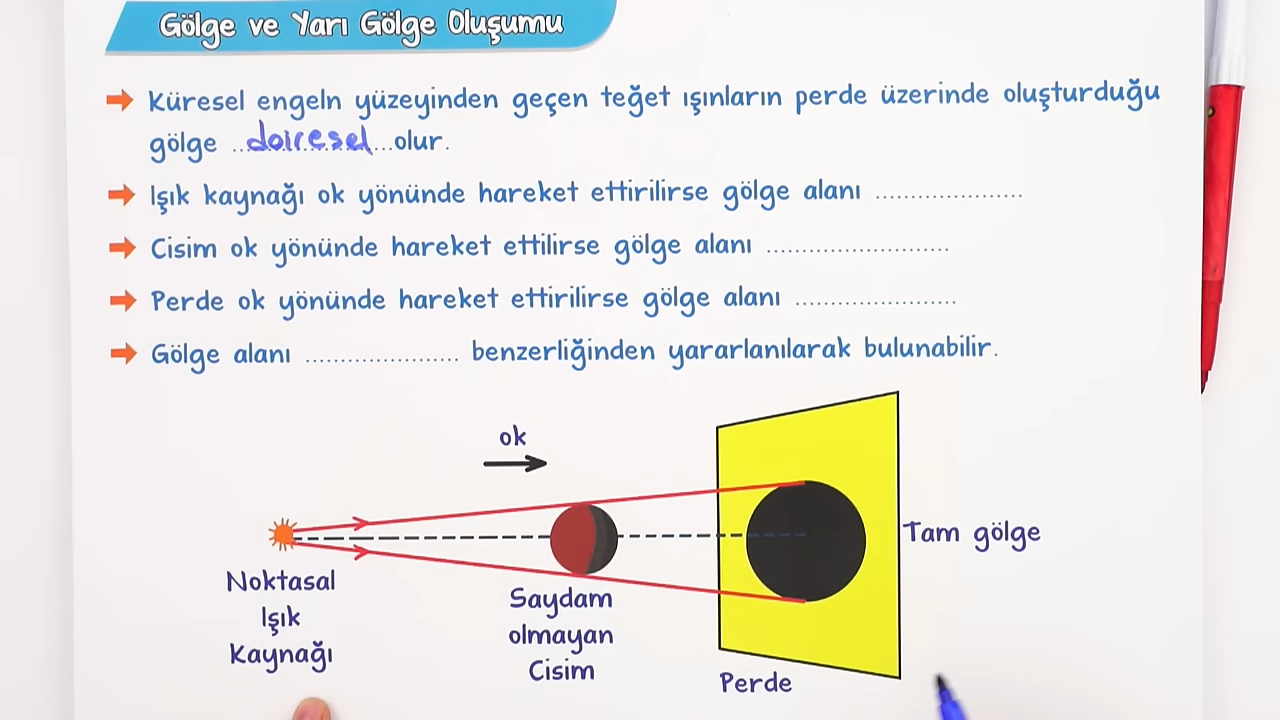 Gölge ve Yarı Gölge Oluşumu
Küresel engeln yüzeyinden geçen teğet ışınların perde üzerinde oluşturduğu
gölge ...dairesel...olur.
Işık kaynağı ok yönünde hareket ettirilirse gölge alanı .....................
Cisim ok yönünde hareket ettilirse gölge alanı ..........................
Perde ok yönünde hareket ettirilirse gölge alanı .......................
Gölge alanı ...................... benzerliğinden yararlanılarak bulunabilir.
ok
Tam gölge
Noktasal
Işık
Kaynağı
Saydam
olmayan
Cisim
Perde